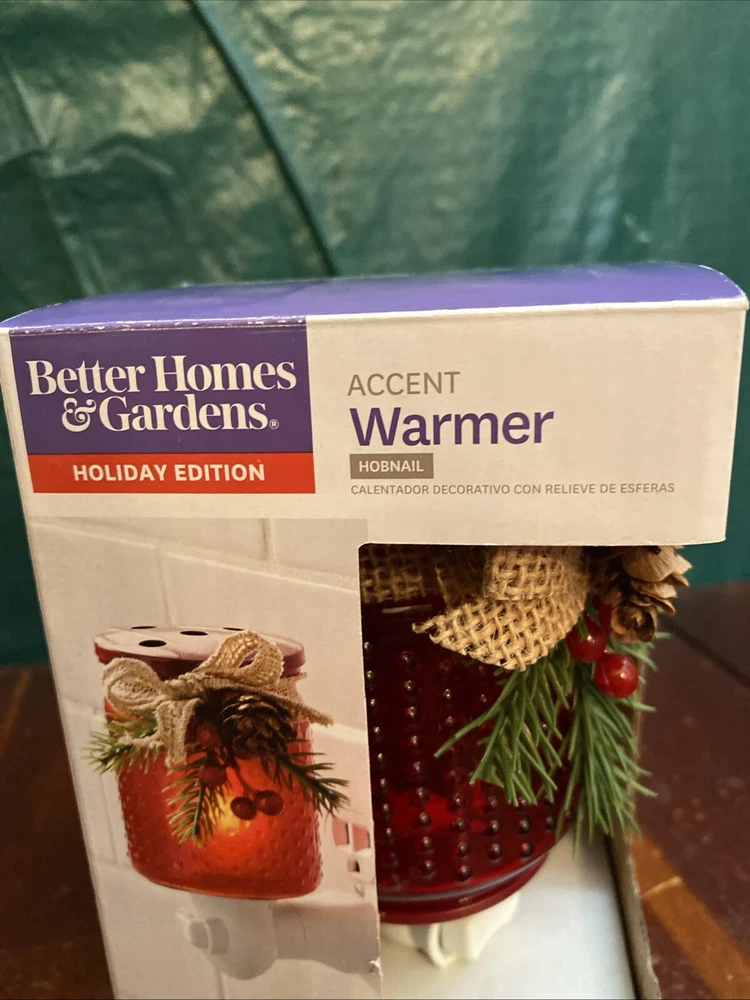 Better Homes
&Gardens®
HOLIDAY EDITION
ACCENT
Warmer
HOBNAIL
CALENTADOR DECORATIVO CON RELIEVE DE ESFERAS